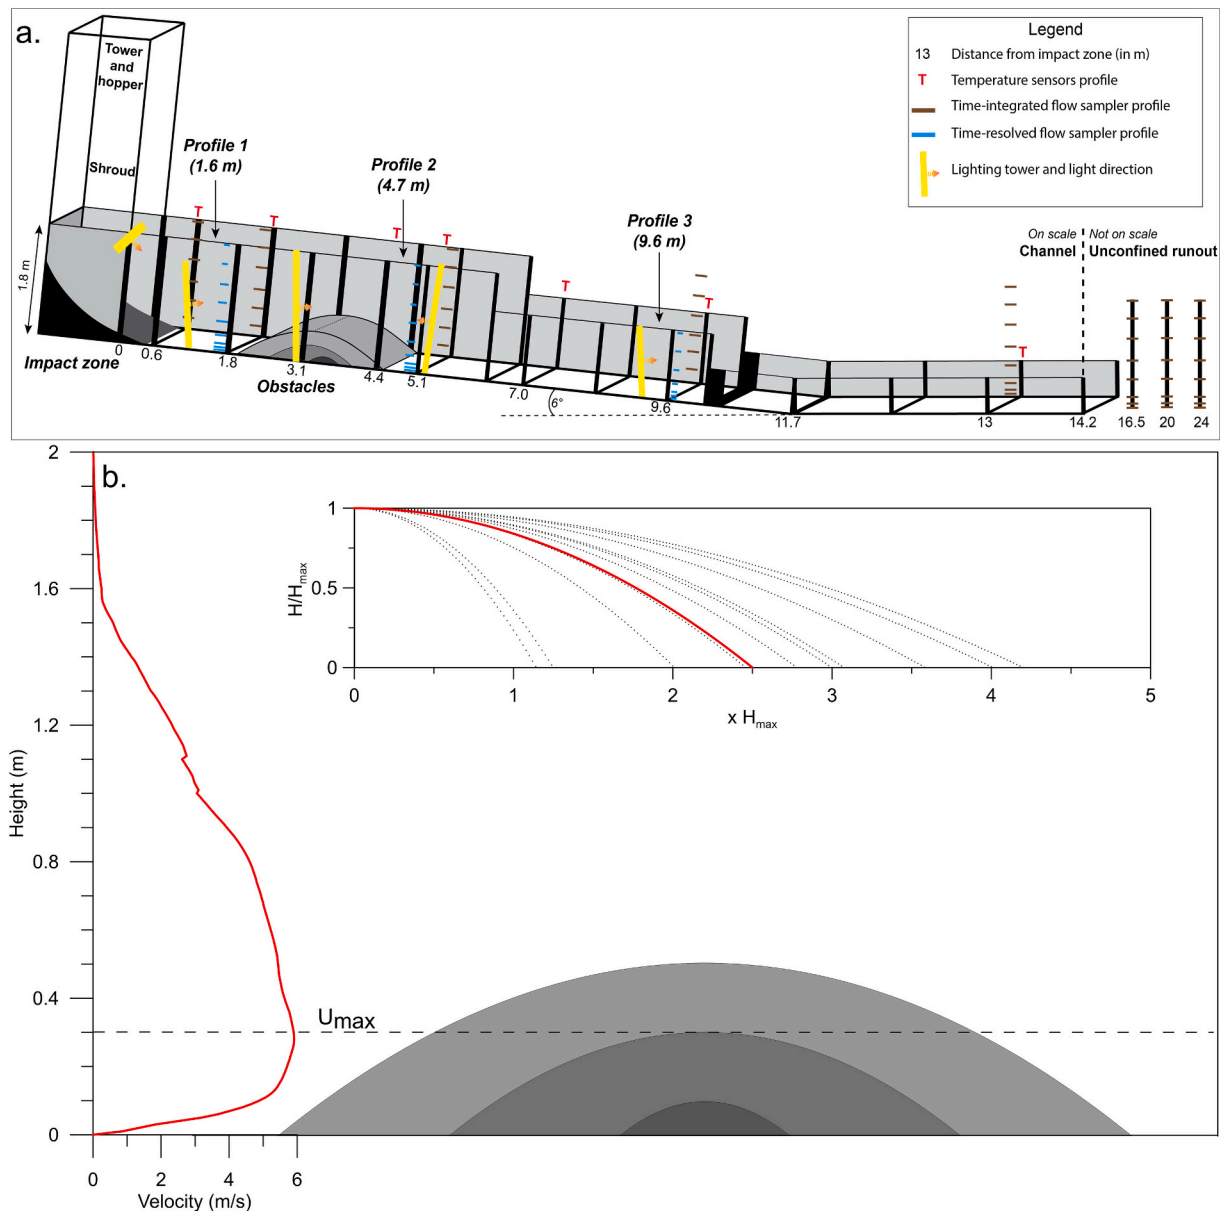 a.
Tower
and
hopper
Shroud
Profile 1
(1.6 m)
Profile 2
(4.7 m)
Profile 3
(9.6 m)
Legend
13 Distance from impact zone (in m)
T Temperature sensors profile
Time-integrated flow sampler profile
Time-resolved flow sampler profile
Lighting tower and light direction
T T T T T T T
On scale Not on scale
Channel Unconfined runout
1.8 m
Impact zone
Obstacles
0 0.6 1.8 3.1 4.4 5.1 7.0 9.6 11.7 13 14.2 16.5 20 24
6°
b.
2
1.6
1.2
0.8
0.4
0
Height (m)
0 2 4 6
Velocity (m/s)
Umax
1
0.5
0
H/Hmax
0 1 2 3 4 5
x Hmax